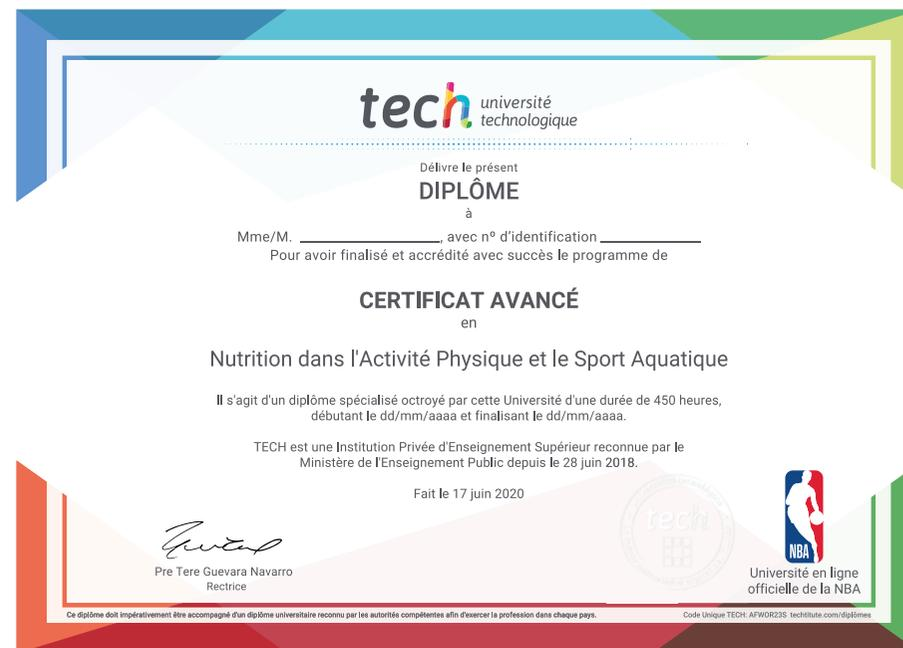 tech université
technologique
Délivre le présent
DIPLÔME
à
Mme/M. ____________, avec nº d'identification ____________
Pour avoir finalisé et accrédité avec succès le programme de
CERTIFICAT AVANCÉ
en
Nutrition dans l'Activité Physique et le Sport Aquatique
Il s'agit d'un diplôme spécialisé octroyé par cette Université d'une durée de 450 heures,
débutant le dd/mm/aaaa et finalisant le dd/mm/aaaa.
TECH est une Institution Privée d'Enseignement Supérieur reconnue par le
Ministère de l'Enseignement Public depuis le 28 juin 2018.
Fait le 17 juin 2020
tech
NBA
Pre Tere Guevara Navarro
Rectrice
Université en ligne
officielle de la NBA
Ce diplôme doit impérativement être accompagné d'un diplôme universitaire reconnu par les autorités compétentes afin d'exercer la profession dans chaque pays.
Code Unique TECH: AFWOR23S techtitute.com/diplômes